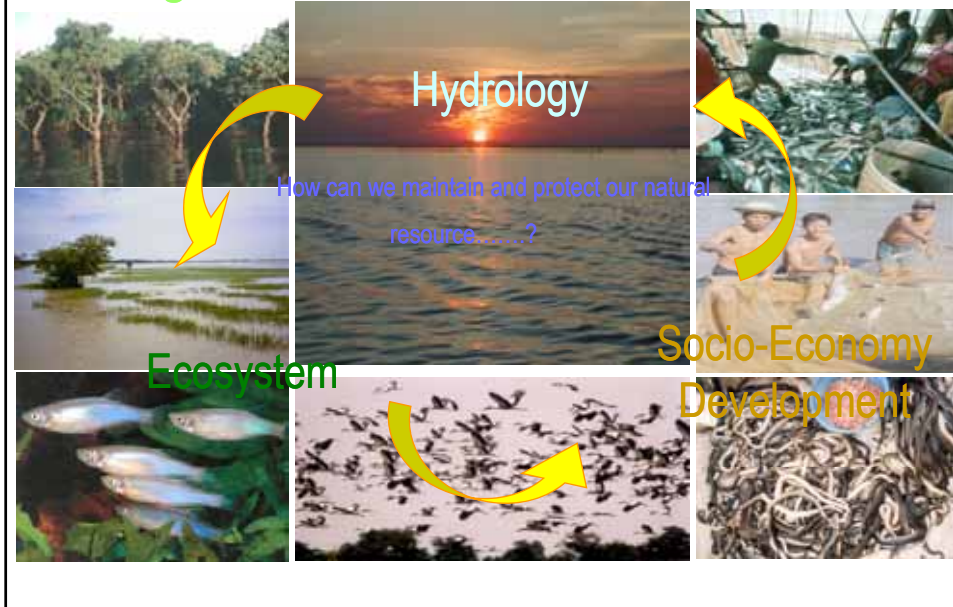 Hydrology
How can we maintain and protect our natural
resource.......?
Ecosystem
Socio-Economy
Development